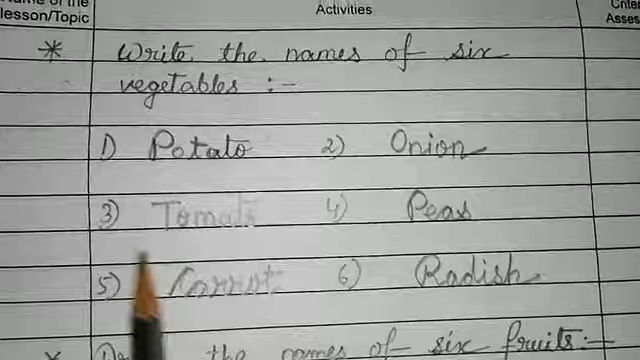 Name of the
lesson/Topic
Activities
Asses
* Write the names of six
vegetables :-
1) Potato 2) Onion
3) Tomato 4) Peas
5) Carrot 6) Radish
* the names of six fruits:-